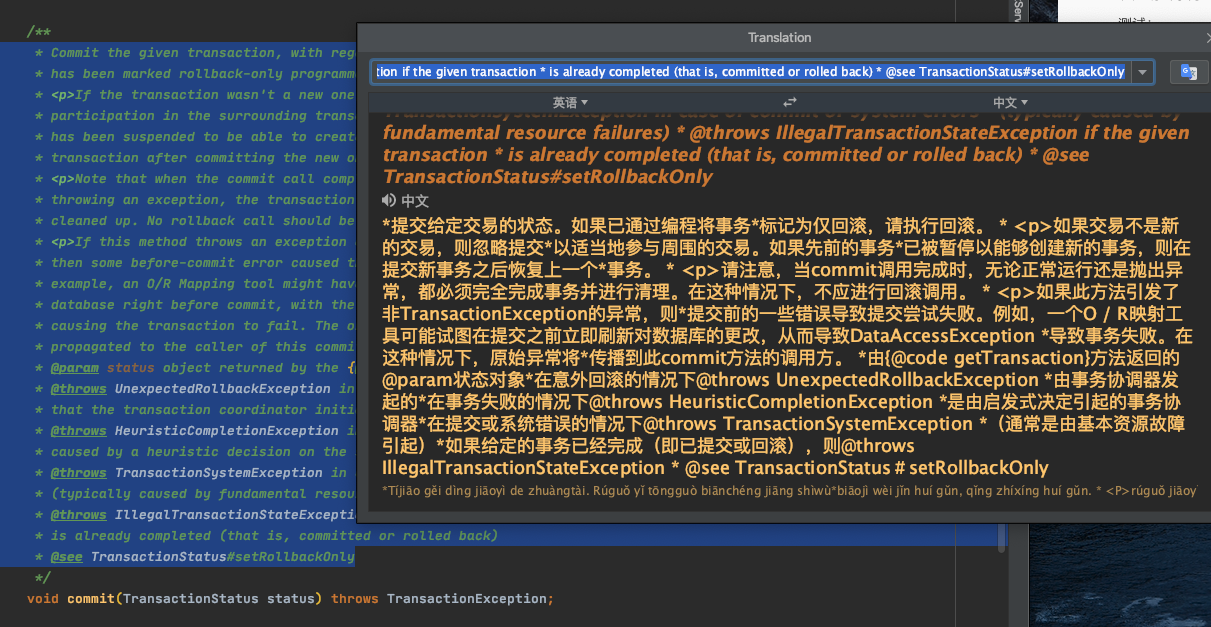 /**
* Commit the given transaction, with reg
* has been marked rollback-only programm
* <p>If the transaction wasn't a new one
* participation in the surrounding trans
* has been suspended to be able to creat
* transaction after committing the new o
* <p>Note that when the commit call comp
* throwing an exception, the transaction
* cleaned up. No rollback call should be
* <p>If this method throws an exception
* then some before-commit error caused t
* example, an O/R Mapping tool might hav
* database right before commit, with the
* causing the transaction to fail. The o
* propagated to the caller of this commi
* @param status object returned by the {
* @throws UnexpectedRollbackException in
* that the transaction coordinator initi
* @throws HeuristicCompletionException i
* caused by a heuristic decision on the
* @throws TransactionSystemException in
* (typically caused by fundamental resou
* @throws IllegalTransactionStateExcepti
* is already completed (that is, committed or rolled back)
* @see TransactionStatus#setRollbackOnly
*/
void commit(TransactionStatus status) throws TransactionException;
Translation
tion if the given transaction * is already completed (that is, committed or rolled back) * @see TransactionStatus#setRollbackOnly
英语
中文
TransactionSystemException in case of commit or system errors * (typically caused by
fundamental resource failures) * @throws IllegalTransactionStateException if the given
transaction * is already completed (that is, committed or rolled back) * @see
TransactionStatus#setRollbackOnly
中文
*提交给定交易的状态。如果已通过编程将事务*标记为仅回滚，请执行回滚。 * <p>如果交易不是新
的交易，则忽略提交*以适当地参与周围的交易。如果先前的事务*已被暂停以能够创建新的事务，则在
提交新事务之后恢复上一个*事务。 * <p>请注意，当commit调用完成时，无论正常运行还是抛出异
常，都必须完全完成事务并进行清理。在这种情况下，不应进行回滚调用。 * <p>如果此方法引发了
非TransactionException的异常，则*提交前的一些错误导致提交尝试失败。例如，一个O / R映射工
具可能试图在提交之前立即刷新对数据库的更改，从而导致DataAccessException *导致事务失败。在
这种情况下，原始异常将*传播到此commit方法的调用方。 *由{@code getTransaction}方法返回的
@param状态对象*在意外回滚的情况下@throws UnexpectedRollbackException *由事务协调器发
起的*在事务失败的情况下@throws HeuristicCompletionException *是由启发式决定引起的事务协
调器*在提交或系统错误的情况下@throws TransactionSystemException *（通常是由基本资源故障
引起）*如果给定的事务已经完成（即已提交或回滚），则@throws
IllegalTransactionStateException * @see TransactionStatus＃setRollbackOnly
*Tíjiāo gěi dìng jiāoyì de zhuàngtài. Rúguǒ yǐ tōngguò biānchéng jiāng shìwù*biāojì wèi jǐn huí gǔn, qǐng zhíxíng huí gǔn. * <P>rúguǒ jiāoy
Serv